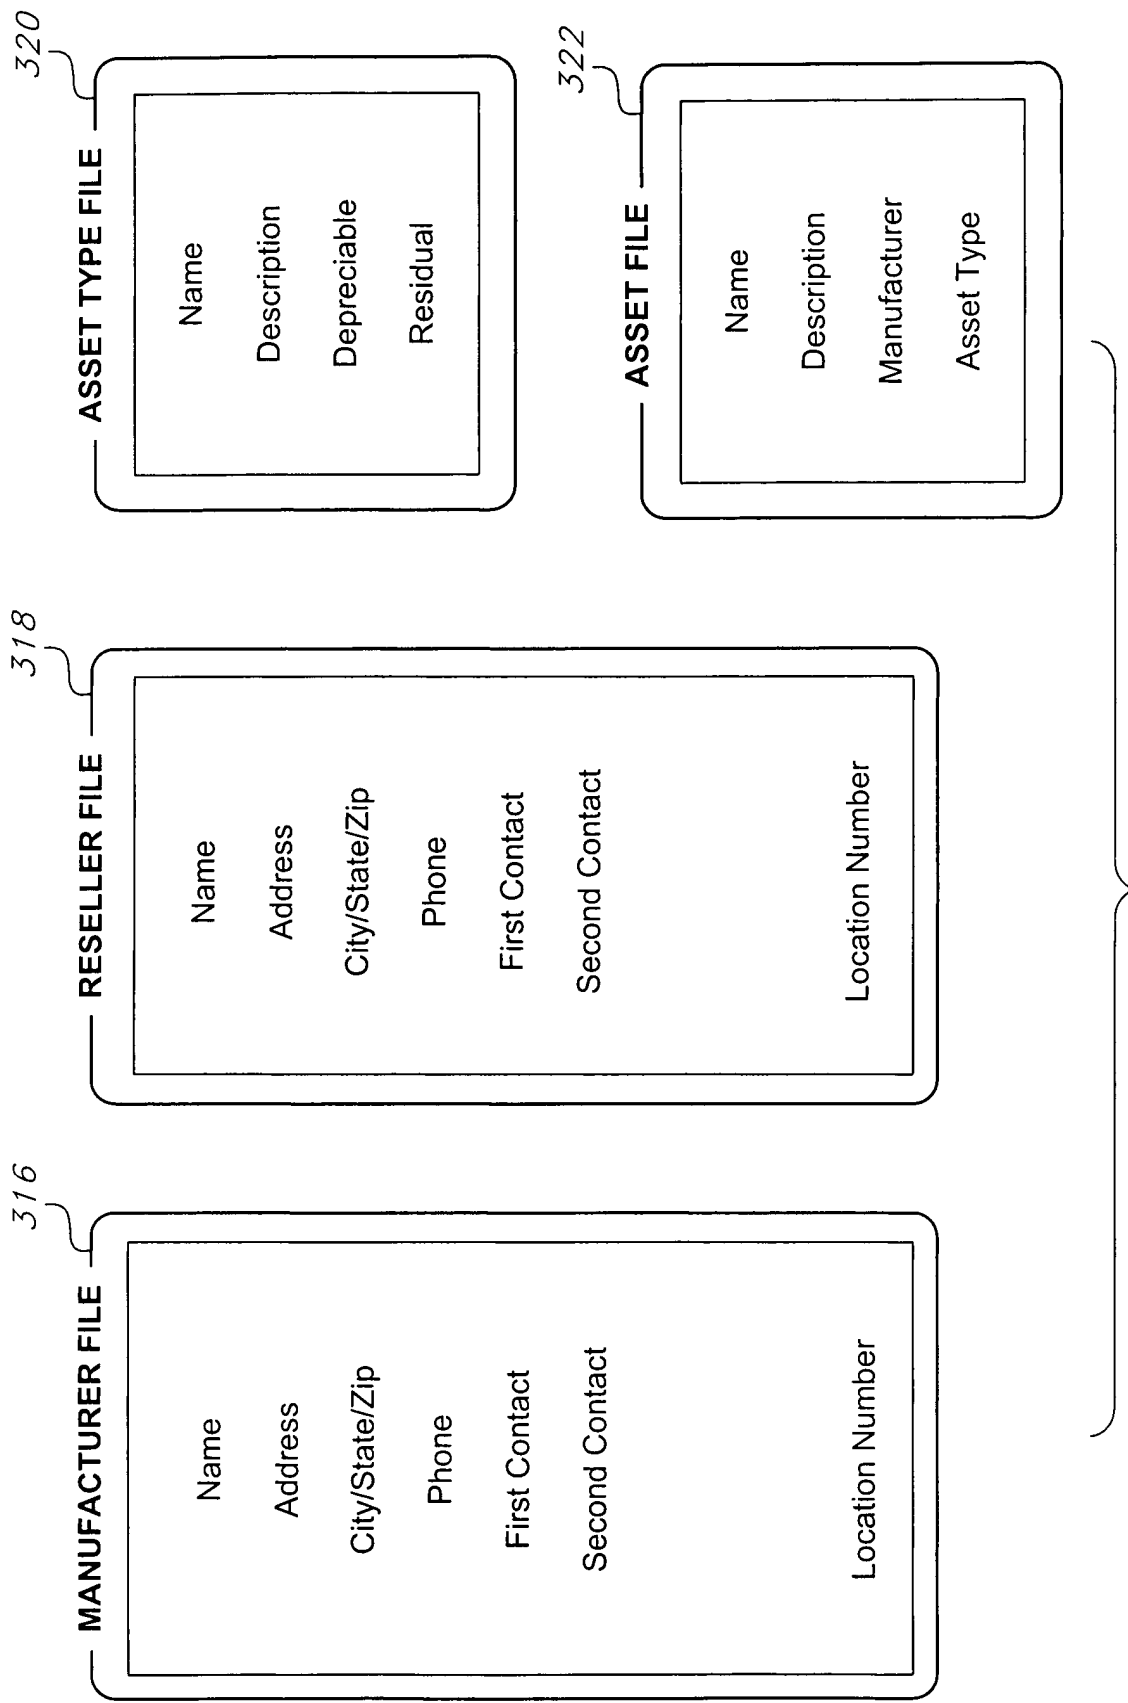 316
MANUFACTURER FILE
Name
Address
City/State/Zip
Phone
First Contact
Second Contact
Location Number
318
RESELLER FILE
Name
Address
City/State/Zip
Phone
First Contact
Second Contact
Location Number
320
ASSET TYPE FILE
Name
Description
Depreciable
Residual
322
ASSET FILE
Name
Description
Manufacturer
Asset Type